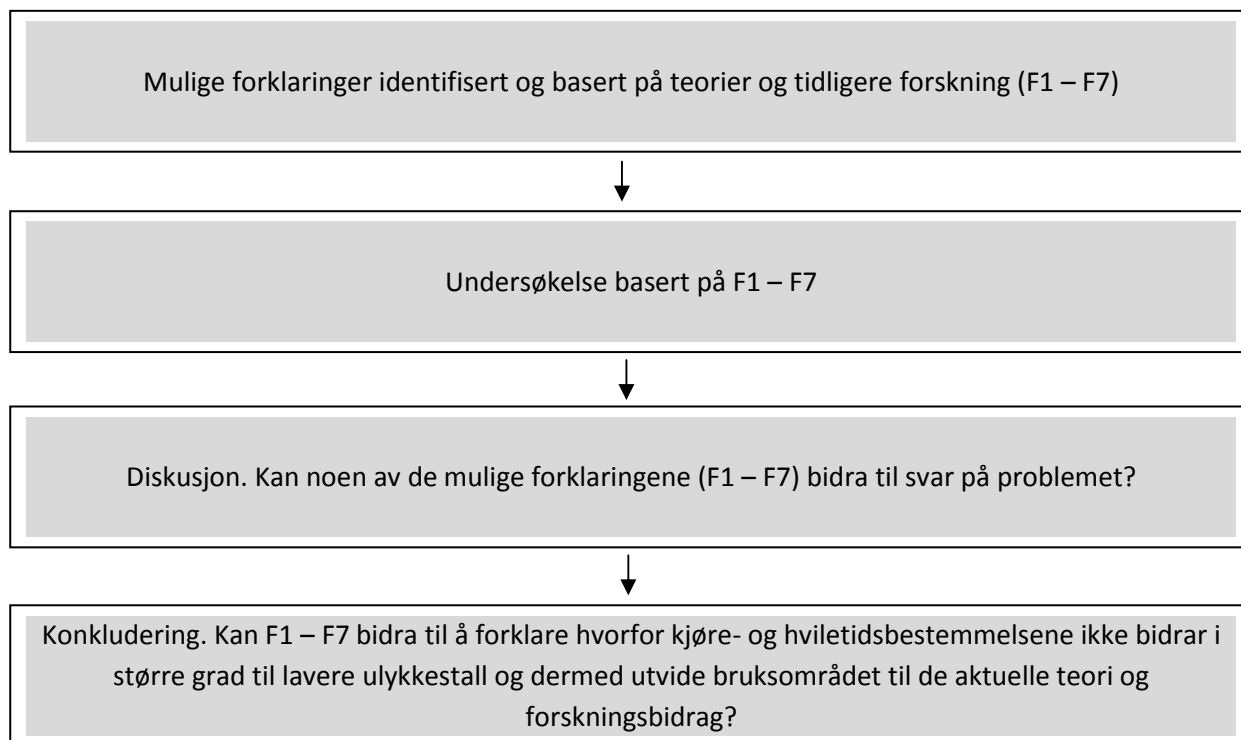 Mulige forklaringer identifisert og basert på teorier og tidligere forskning (F1 – F7)
Undersøkelse basert på F1 – F7
Diskusjon. Kan noen av de mulige forklaringene (F1 – F7) bidra til svar på problemet?
Konkludering. Kan F1 – F7 bidra til å forklare hvorfor kjøre- og hviletidsbestemmelsene ikke bidrar i
større grad til lavere ulykkestall og dermed utvide bruksområdet til de aktuelle teori og
forskningsbidrag?